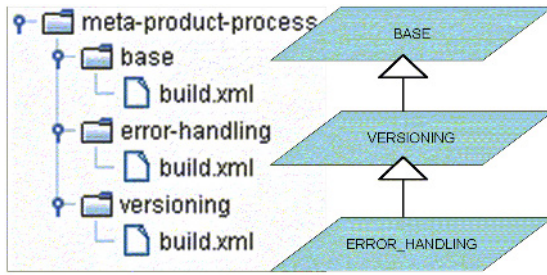 meta-product-process
base
build.xml
error-handling
build.xml
versioning
build.xml
BASE
VERSIONING
ERROR_HANDLING